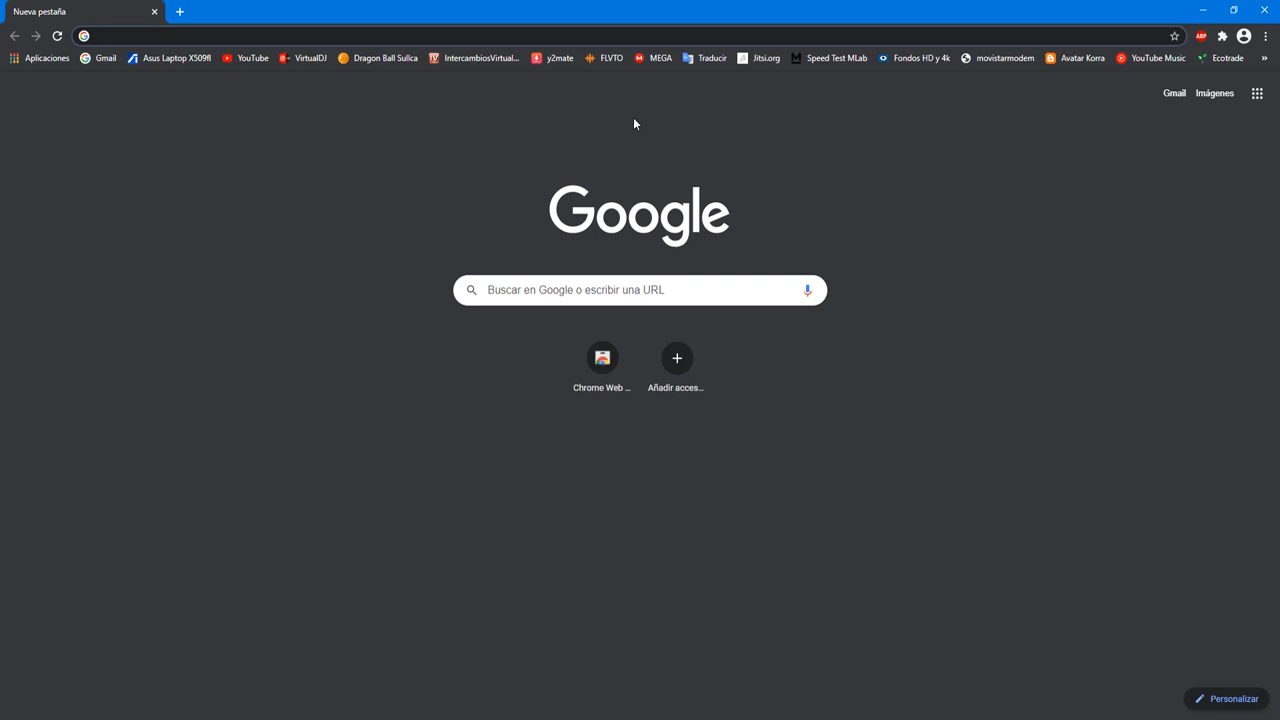 Nueva pestaña
Aplicaciones Gmail Asus Laptop X509fl YouTube VirtualDJ Dragon Ball Sullca IntercambiosVirtual... y2mate FLVTO MEGA Traducir Jitsi.org Speed Test MLab Fondos HD y 4k movistarmodem Avatar Korra YouTube Music Ecotrade »
Gmail Imágenes
Google
Buscar en Google o escribir una URL
Chrome Web ... Añadir acces...
Personalizar